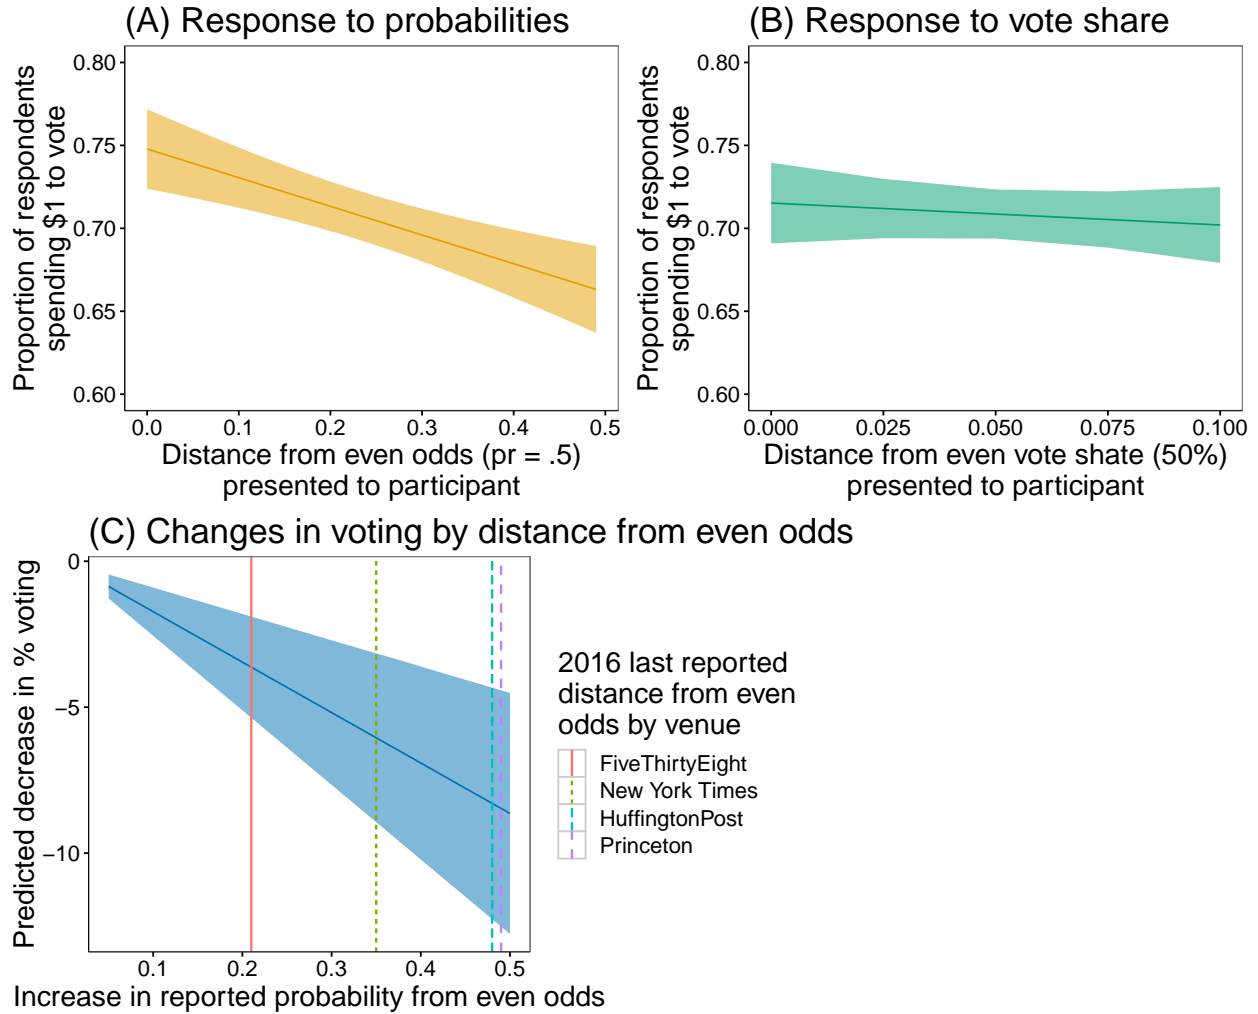 (A) Response to probabilities
Proportion of respondents
spending $1 to vote
0.80
0.75
0.70
0.65
0.60
0.0 0.1 0.2 0.3 0.4 0.5
Distance from even odds (pr = .5)
presented to participant
(B) Response to vote share
Proportion of respondents
spending $1 to vote
0.80
0.75
0.70
0.65
0.60
0.000 0.025 0.050 0.075 0.100
Distance from even vote shate (50%)
presented to participant
(C) Changes in voting by distance from even odds
Predicted decrease in % voting
0
−5
−10
0.1 0.2 0.3 0.4 0.5
Increase in reported probability from even odds
2016 last reported
distance from even
odds by venue
FiveThirtyEight
New York Times
HuffingtonPost
Princeton